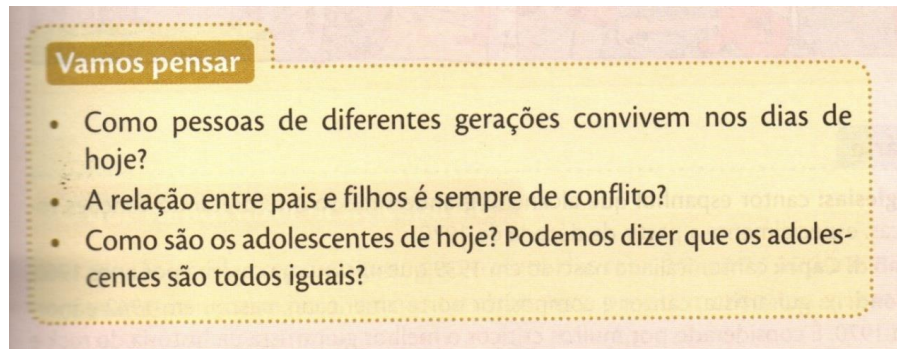 Vamos pensar
• Como pessoas de diferentes gerações convivem nos dias de
hoje?
• A relação entre pais e filhos é sempre de conflito?
• Como são os adolescentes de hoje? Podemos dizer que os adoles-
centes são todos iguais?